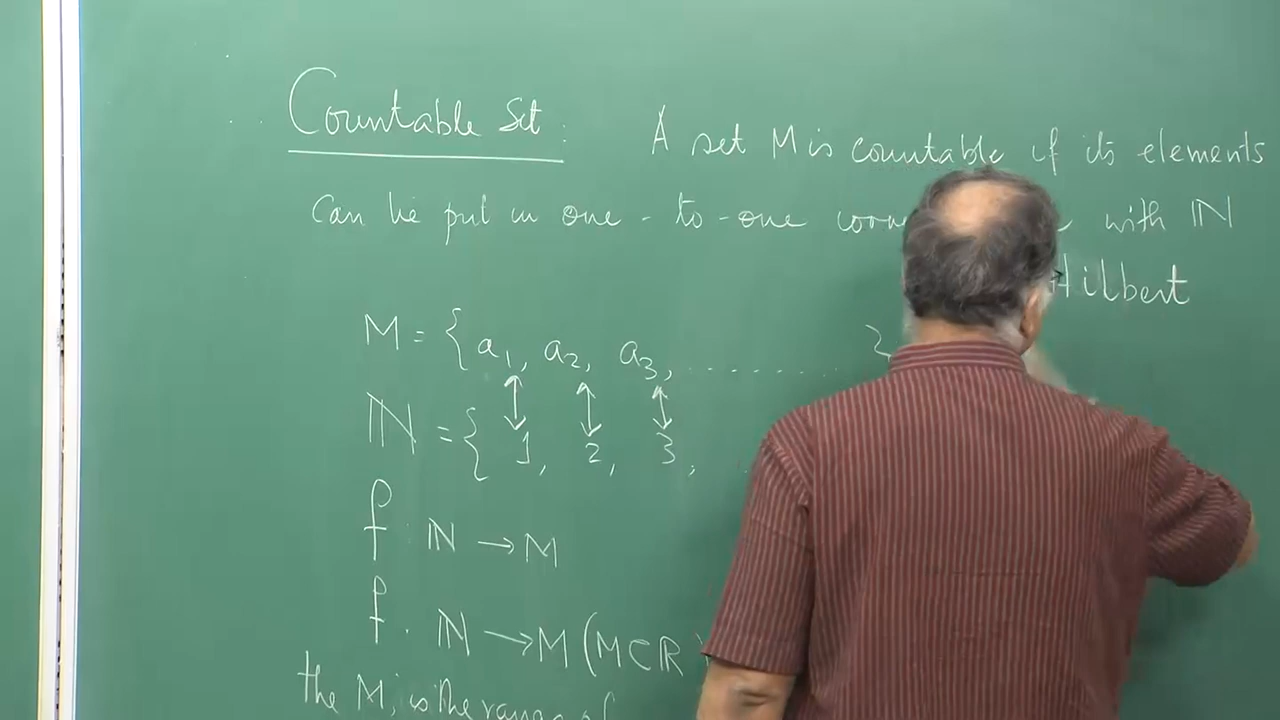 Countable Set : A set M is countable if its elements
can be put in one - to - one with ℕ
Hilbert
M = { a₁, a₂, a₃, ......... }
ℕ = { 1, 2, 3,
f : ℕ → M
f : ℕ → M (M⊂ℝ)
the M, is the range of